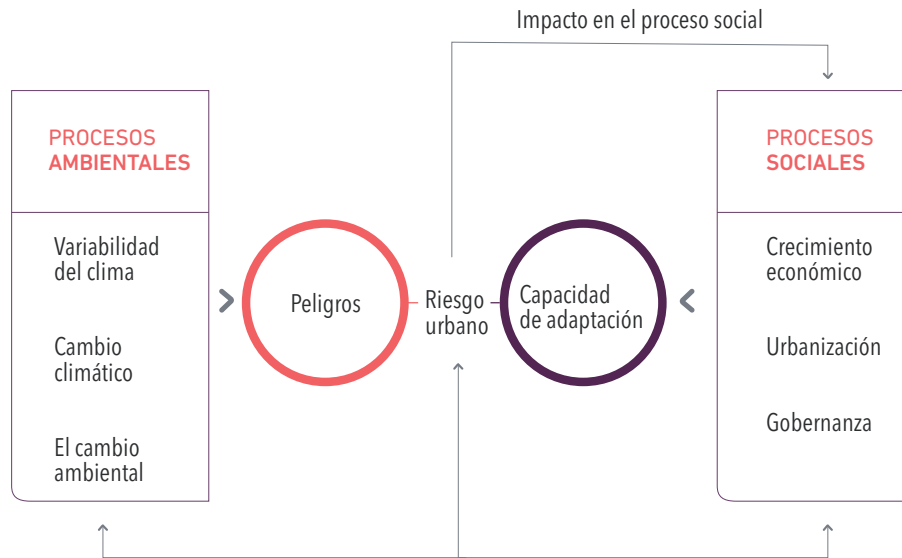 Impacto en el proceso social
PROCESOS
AMBIENTALES
Variabilidad
del clima
Cambio
climático
El cambio
ambiental
Peligros
Riesgo
urbano
Capacidad
de adaptación
PROCESOS
SOCIALES
Crecimiento
económico
Urbanización
Gobernanza